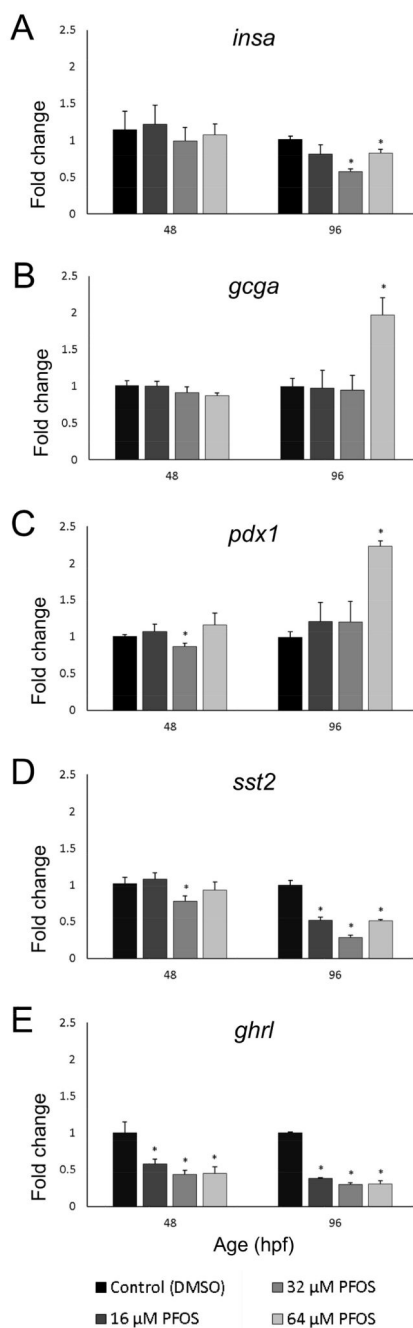 A
insa
2.5
2
1.5
1
0.5
0
Fold change
* *
48 96
B
gcga
2.5
2
1.5
1
0.5
0
Fold change
*
48 96
C
pdx1
2.5
2
1.5
1
0.5
0
Fold change
* *
48 96
D
sst2
2.5
2
1.5
1
0.5
0
Fold change
* * * *
48 96
E
ghrl
2.5
2
1.5
1
0.5
0
Fold change
* * * * * *
48 96
Age (hpf)
Control (DMSO) 32 µM PFOS
16 µM PFOS 64 µM PFOS